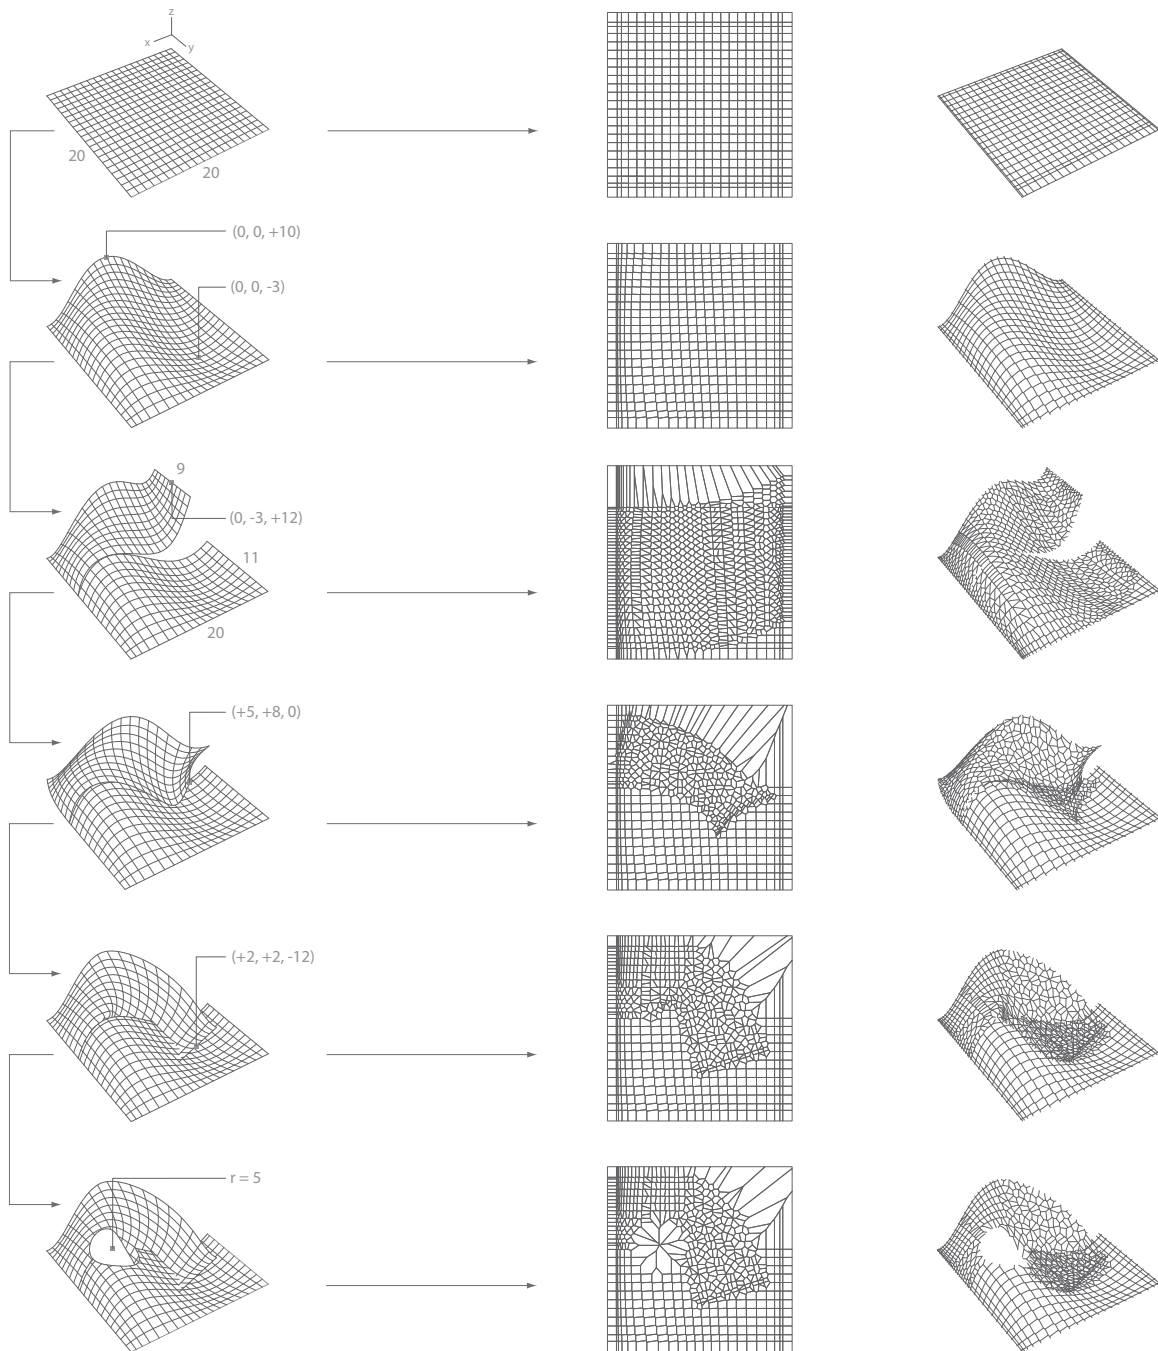 z
x
y
20
20
(0, 0, +10)
(0, 0, -3)
9
(0, -3, +12)
11
20
(+5, +8, 0)
(+2, +2, -12)
r = 5